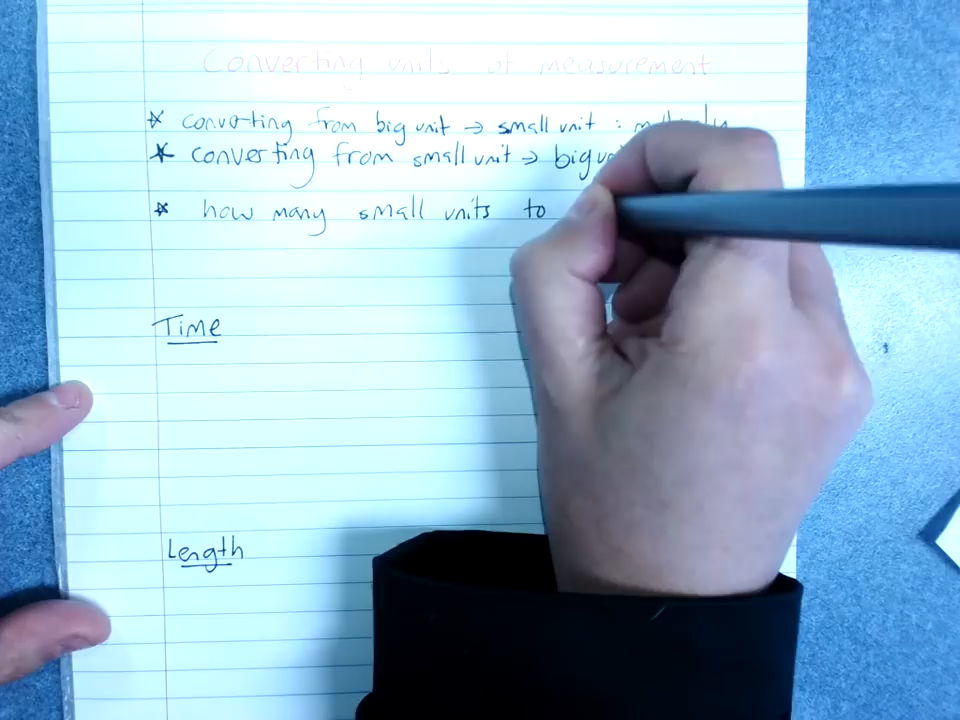 Converting units of measurement
* converting from big unit → small unit : multiply
* converting from small unit → big
* how many small units to
Time
Length